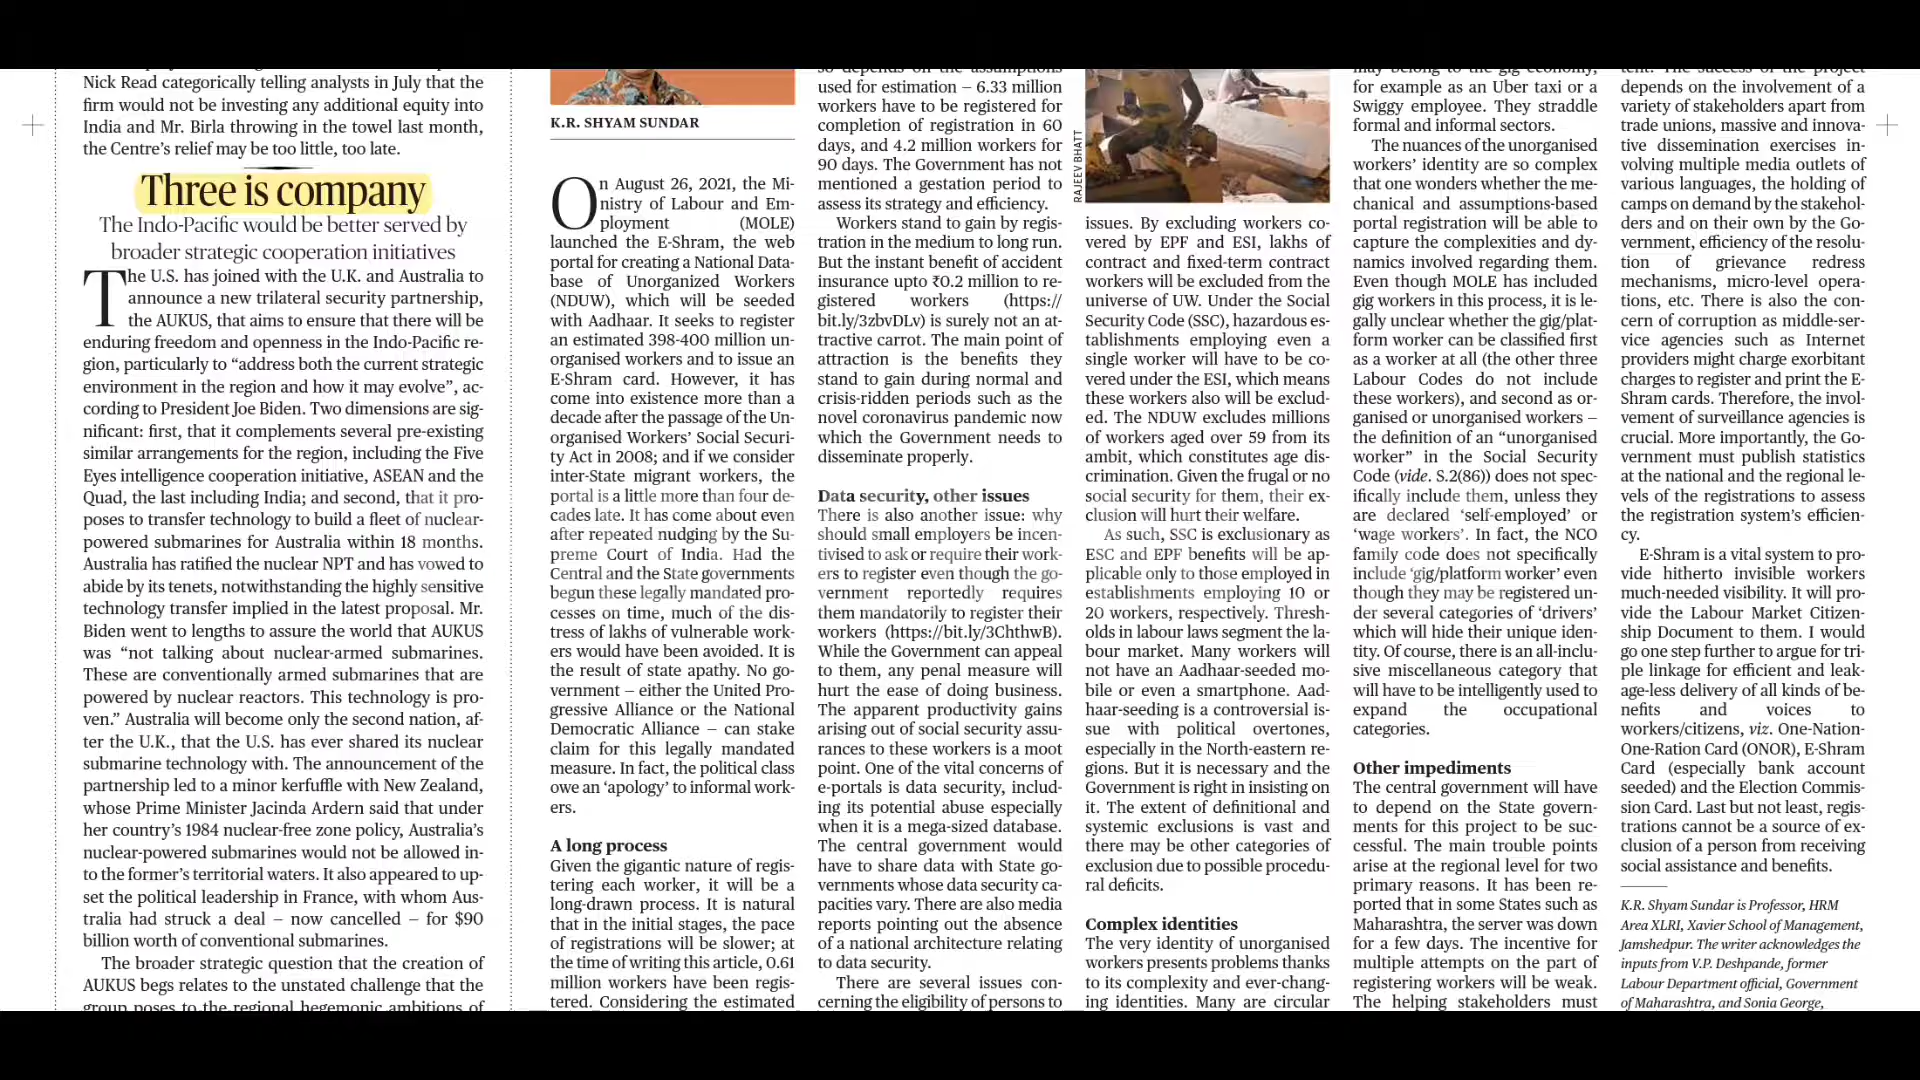 Nick Read categorically telling analysts in July that the
firm would not be investing any additional equity into
India and Mr. Birla throwing in the towel last month,
the Centre's relief may be too little, too late.
Three is company
The Indo-Pacific would be better served by
broader strategic cooperation initiatives
The U.S. has joined with the U.K. and Australia to
announce a new trilateral security partnership,
the AUKUS, that aims to ensure that there will be
enduring freedom and openness in the Indo-Pacific re-
gion, particularly to “address both the current strategic
environment in the region and how it may evolve”, ac-
cording to President Joe Biden. Two dimensions are sig-
nificant: first, that it complements several pre-existing
similar arrangements for the region, including the Five
Eyes intelligence cooperation initiative, ASEAN and the
Quad, the last including India; and second, that it pro-
poses to transfer technology to build a fleet of nuclear-
powered submarines for Australia within 18 months.
Australia has ratified the nuclear NPT and has vowed to
abide by its tenets, notwithstanding the highly sensitive
technology transfer implied in the latest proposal. Mr.
Biden went to lengths to assure the world that AUKUS
was “not talking about nuclear-armed submarines.
These are conventionally armed submarines that are
powered by nuclear reactors. This technology is pro-
ven.” Australia will become only the second nation, af-
ter the U.K., that the U.S. has ever shared its nuclear
submarine technology with. The announcement of the
partnership led to a minor kerfuffle with New Zealand,
whose Prime Minister Jacinda Ardern said that under
her country's 1984 nuclear-free zone policy, Australia's
nuclear-powered submarines would not be allowed in-
to the former's territorial waters. It also appeared to up-
set the political leadership in France, with whom Aus-
tralia had struck a deal – now cancelled – for $90
billion worth of conventional submarines.
The broader strategic question that the creation of
AUKUS begs relates to the unstated challenge that the
group poses to the regional hegemonic ambitions of
K.R. SHYAM SUNDAR
On August 26, 2021, the Mi-
nistry of Labour and Em-
ployment (MOLE)
launched the E-Shram, the web
portal for creating a National Data-
base of Unorganized Workers
(NDUW), which will be seeded
with Aadhaar. It seeks to register
an estimated 398-400 million un-
organised workers and to issue an
E-Shram card. However, it has
come into existence more than a
decade after the passage of the Un-
organised Workers' Social Securi-
ty Act in 2008; and if we consider
inter-State migrant workers, the
portal is a little more than four de-
cades late. It has come about even
after repeated nudging by the Su-
preme Court of India. Had the
Central and the State governments
begun these legally mandated pro-
cesses on time, much of the dis-
tress of lakhs of vulnerable work-
ers would have been avoided. It is
the result of state apathy. No go-
vernment – either the United Pro-
gressive Alliance or the National
Democratic Alliance – can stake
claim for this legally mandated
measure. In fact, the political class
owe an ‘apology’ to informal work-
ers.
A long process
Given the gigantic nature of regis-
tering each worker, it will be a
long-drawn process. It is natural
that in the initial stages, the pace
of registrations will be slower; at
the time of writing this article, 0.61
million workers have been regis-
tered. Considering the estimated
so depends on the assumptions
used for estimation – 6.33 million
workers have to be registered for
completion of registration in 60
days, and 4.2 million workers for
90 days. The Government has not
mentioned a gestation period to
assess its strategy and efficiency.
Workers stand to gain by regis-
tration in the medium to long run.
But the instant benefit of accident
insurance upto ₹0.2 million to re-
gistered workers (https://
bit.ly/3zbvDLv) is surely not an at-
tractive carrot. The main point of
attraction is the benefits they
stand to gain during normal and
crisis-ridden periods such as the
novel coronavirus pandemic now
which the Government needs to
disseminate properly.
Data security, other issues
There is also another issue: why
should small employers be incen-
tivised to ask or require their work-
ers to register even though the go-
vernment reportedly requires
them mandatorily to register their
workers (https://bit.ly/3ChthwB).
While the Government can appeal
to them, any penal measure will
hurt the ease of doing business.
The apparent productivity gains
arising out of social security assu-
rances to these workers is a moot
point. One of the vital concerns of
e-portals is data security, includ-
ing its potential abuse especially
when it is a mega-sized database.
The central government would
have to share data with State go-
vernments whose data security ca-
pacities vary. There are also media
reports pointing out the absence
of a national architecture relating
to data security.
There are several issues con-
cerning the eligibility of persons to
RAJEEV BHATT
issues. By excluding workers co-
vered by EPF and ESI, lakhs of
contract and fixed-term contract
workers will be excluded from the
universe of UW. Under the Social
Security Code (SSC), hazardous es-
tablishments employing even a
single worker will have to be co-
vered under the ESI, which means
these workers also will be exclud-
ed. The NDUW excludes millions
of workers aged over 59 from its
ambit, which constitutes age dis-
crimination. Given the frugal or no
social security for them, their ex-
clusion will hurt their welfare.
As such, SSC is exclusionary as
ESC and EPF benefits will be ap-
plicable only to those employed in
establishments employing 10 or
20 workers, respectively. Thresh-
olds in labour laws segment the la-
bour market. Many workers will
not have an Aadhaar-seeded mo-
bile or even a smartphone. Aad-
haar-seeding is a controversial is-
sue with political overtones,
especially in the North-eastern re-
gions. But it is necessary and the
Government is right in insisting on
it. The extent of definitional and
systemic exclusions is vast and
there may be other categories of
exclusion due to possible procedu-
ral deficits.
Complex identities
The very identity of unorganised
workers presents problems thanks
to its complexity and ever-chang-
ing identities. Many are circular
may belong to the gig economy,
for example as an Uber taxi or a
Swiggy employee. They straddle
formal and informal sectors.
The nuances of the unorganised
workers' identity are so complex
that one wonders whether the me-
chanical and assumptions-based
portal registration will be able to
capture the complexities and dy-
namics involved regarding them.
Even though MOLE has included
gig workers in this process, it is le-
gally unclear whether the gig/plat-
form worker can be classified first
as a worker at all (the other three
Labour Codes do not include
these workers), and second as or-
ganised or unorganised workers –
the definition of an “unorganised
worker” in the Social Security
Code (vide. S.2(86)) does not spec-
ifically include them, unless they
are declared ‘self-employed’ or
‘wage workers’. In fact, the NCO
family code does not specifically
include ‘gig/platform worker’ even
though they may be registered un-
der several categories of ‘drivers’
which will hide their unique iden-
tity. Of course, there is an all-inclu-
sive miscellaneous category that
will have to be intelligently used to
expand the occupational
categories.
Other impediments
The central government will have
to depend on the State govern-
ments for this project to be suc-
cessful. The main trouble points
arise at the regional level for two
primary reasons. It has been re-
ported that in some States such as
Maharashtra, the server was down
for a few days. The incentive for
multiple attempts on the part of
registering workers will be weak.
The helping stakeholders must
tent. The success of the project
depends on the involvement of a
variety of stakeholders apart from
trade unions, massive and innova-
tive dissemination exercises in-
volving multiple media outlets of
various languages, the holding of
camps on demand by the stakehol-
ders and on their own by the Go-
vernment, efficiency of the resolu-
tion of grievance redress
mechanisms, micro-level opera-
tions, etc. There is also the con-
cern of corruption as middle-ser-
vice agencies such as Internet
providers might charge exorbitant
charges to register and print the E-
Shram cards. Therefore, the invol-
vement of surveillance agencies is
crucial. More importantly, the Go-
vernment must publish statistics
at the national and the regional le-
vels of the registrations to assess
the registration system's efficien-
cy.
E-Shram is a vital system to pro-
vide hitherto invisible workers
much-needed visibility. It will pro-
vide the Labour Market Citizen-
ship Document to them. I would
go one step further to argue for tri-
ple linkage for efficient and leak-
age-less delivery of all kinds of be-
nefits and voices to
workers/citizens, viz. One-Nation-
One-Ration Card (ONOR), E-Shram
Card (especially bank account
seeded) and the Election Commis-
sion Card. Last but not least, regis-
trations cannot be a source of ex-
clusion of a person from receiving
social assistance and benefits.
K.R. Shyam Sundar is Professor, HRM
Area XLRI, Xavier School of Management,
Jamshedpur. The writer acknowledges the
inputs from V.P. Deshpande, former
Labour Department official, Government
of Maharashtra, and Sonia George,